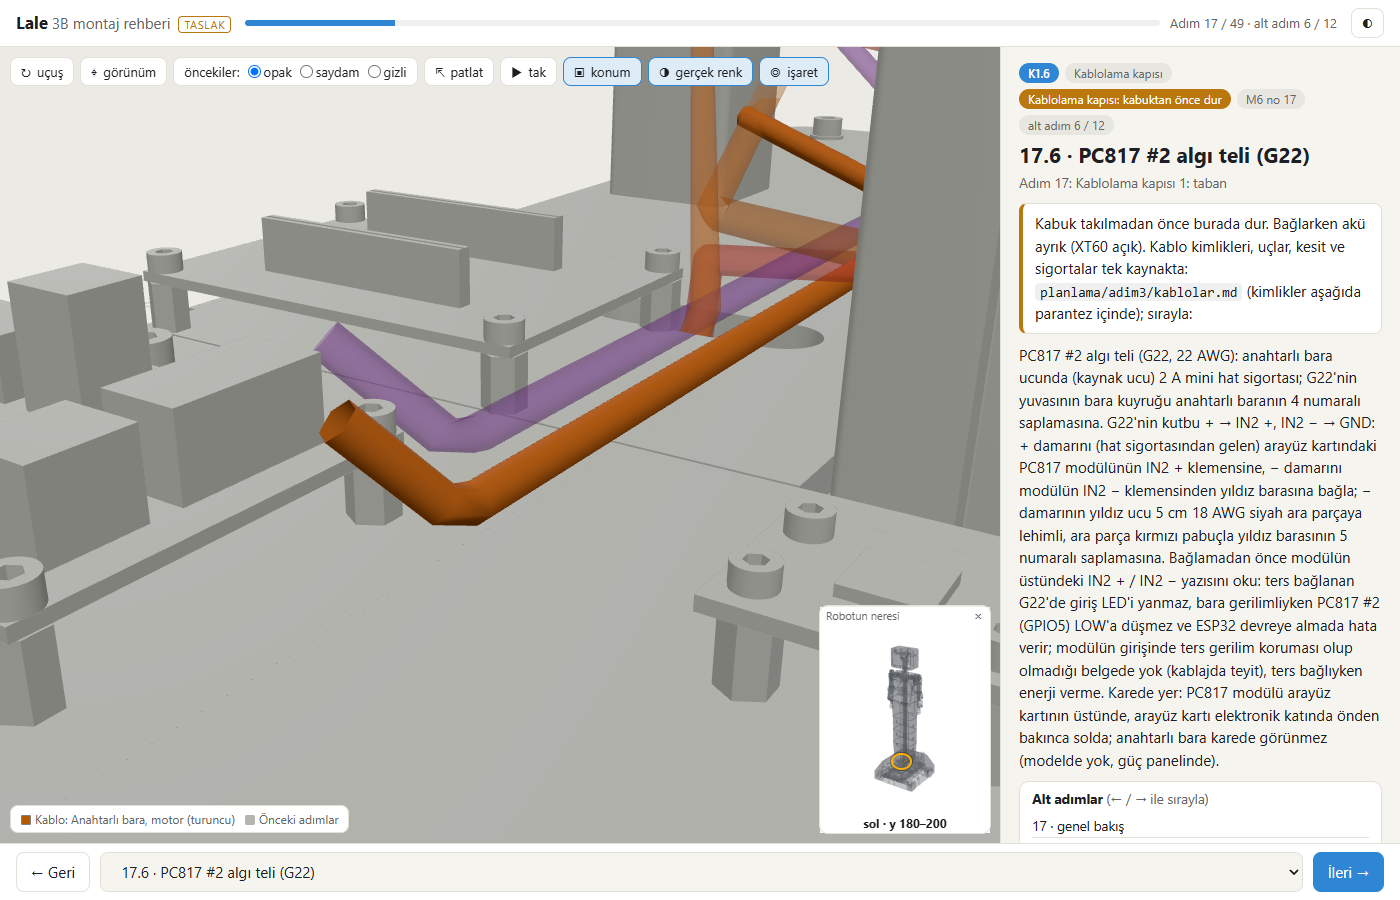 Lale 3B montaj rehberi TASLAK
Adım 17 / 49 · alt adım 6 / 12
↻ uçuş
⌖ görünüm
öncekiler: opak saydam gizli
⇱ patlat
▶ tak
▣ konum
◑ gerçek renk
◎ işaret
Robotun neresi ×
sol · y 180–200
Kablo: Anahtarlı bara, motor (turuncu) Önceki adımlar
K1.6 Kablolama kapısı
Kablolama kapısı: kabuktan önce dur M6 no 17
alt adım 6 / 12
17.6 · PC817 #2 algı teli (G22)
Adım 17: Kablolama kapısı 1: taban
Kabuk takılmadan önce burada dur. Bağlarken akü
ayrık (XT60 açık). Kablo kimlikleri, uçlar, kesit ve
sigortalar tek kaynakta:
planlama/adim3/kablolar.md (kimlikler aşağıda
parantez içinde); sırayla:
PC817 #2 algı teli (G22, 22 AWG): anahtarlı bara
ucunda (kaynak ucu) 2 A mini hat sigortası; G22'nin
yuvasının bara kuyruğu anahtarlı baranın 4 numaralı
saplamasına. G22'nin kutbu + → IN2 +, IN2 − → GND:
+ damarını (hat sigortasından gelen) arayüz kartındaki
PC817 modülünün IN2 + klemensine, − damarını
modülün IN2 − klemensinden yıldız barasına bağla; −
damarının yıldız ucu 5 cm 18 AWG siyah ara parçaya
lehimli, ara parça kırmızı pabuçla yıldız barasının 5
numaralı saplamasına. Bağlamadan önce modülün
üstündeki IN2 + / IN2 − yazısını oku: ters bağlanan
G22'de giriş LED'i yanmaz, bara gerilimliyken PC817 #2
(GPIO5) LOW'a düşmez ve ESP32 devreye almada hata
verir; modülün girişinde ters gerilim koruması olup
olmadığı belgede yok (kablajda teyit), ters bağlıyken
enerji verme. Karede yer: PC817 modülü arayüz
kartının üstünde, arayüz kartı elektronik katında önden
bakınca solda; anahtarlı bara karede görünmez
(modelde yok, güç panelinde).
Alt adımlar (← / → ile sırayla)
17 · genel bakış
← Geri
17.6 · PC817 #2 algı teli (G22)
İleri →